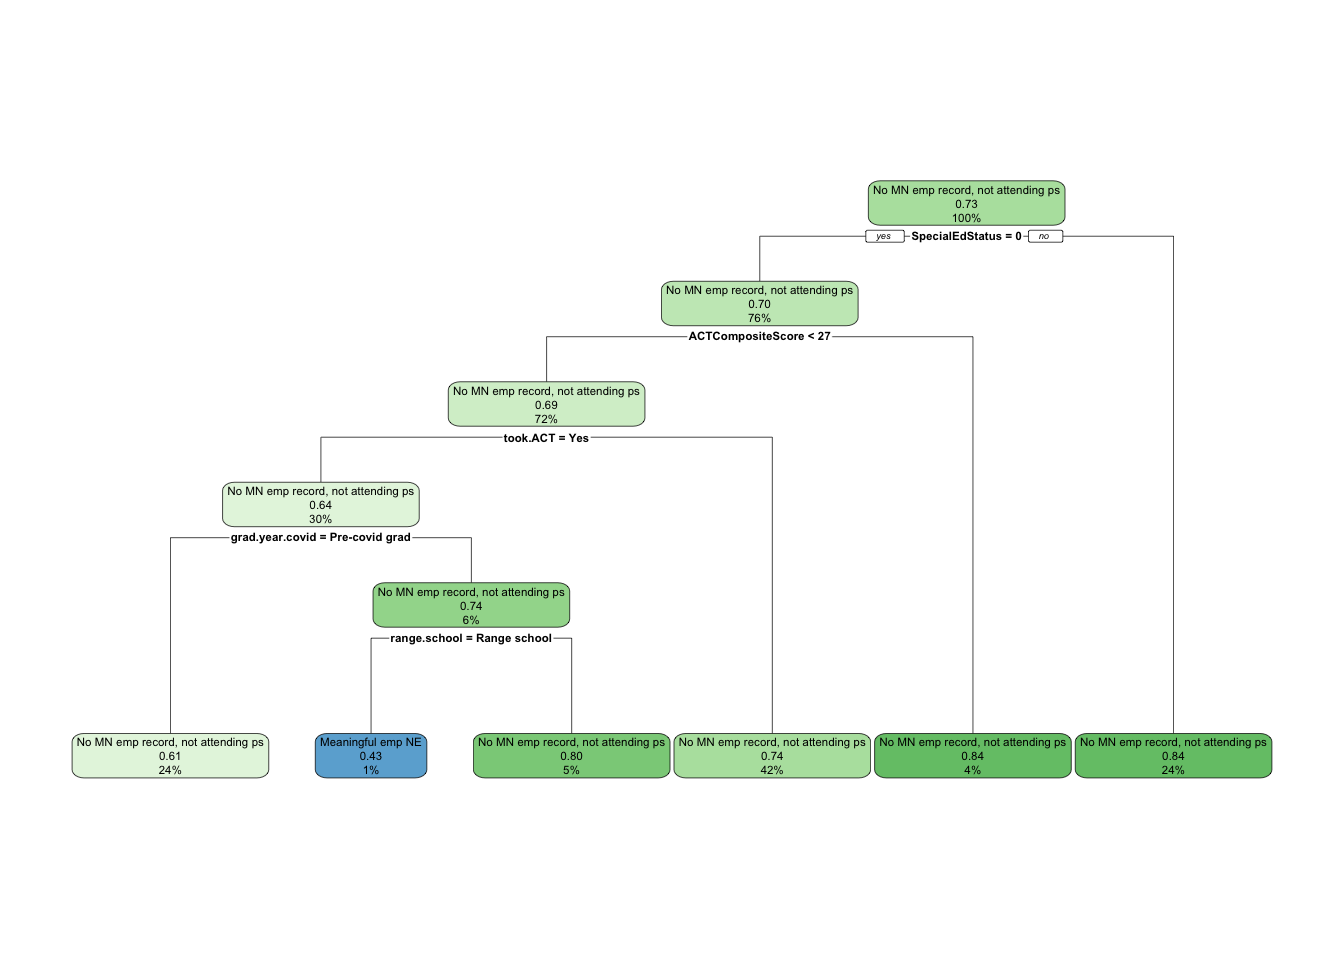 No MN emp record, not attending ps
0.73
100%
yes SpecialEdStatus = 0 no
No MN emp record, not attending ps
0.70
76%
ACTCompositeScore < 27
No MN emp record, not attending ps
0.69
72%
took.ACT = Yes
No MN emp record, not attending ps
0.64
30%
grad.year.covid = Pre-covid grad
No MN emp record, not attending ps
0.74
6%
range.school = Range school
No MN emp record, not attending ps
0.61
24%
Meaningful emp NE
0.43
1%
No MN emp record, not attending ps
0.80
5%
No MN emp record, not attending ps
0.74
42%
No MN emp record, not attending ps
0.84
4%
No MN emp record, not attending ps
0.84
24%